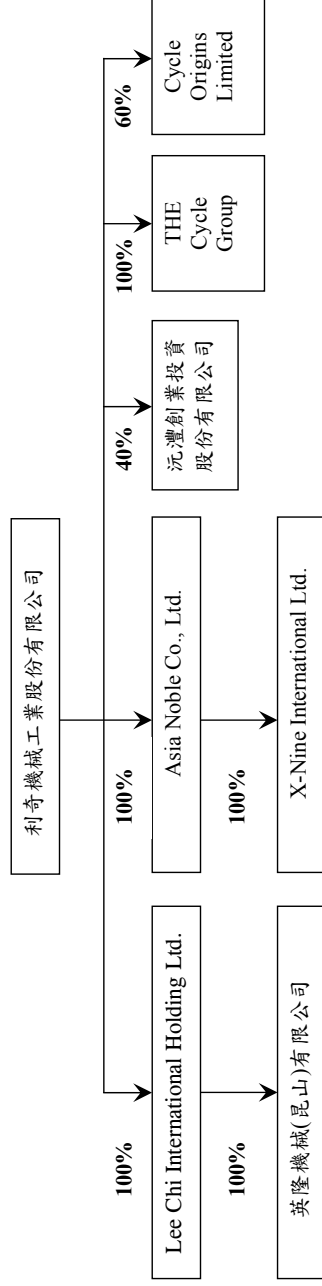 利奇機械工業股份有限公司
100%
100%
40%
100%
60%
Lee Chi International Holding Ltd.
Asia Noble Co., Ltd.
沅灃創業投資
股份有限公司
THE
Cycle
Group
Cycle
Origins
Limited
100%
100%
英隆機械(昆山)有限公司
X-Nine International Ltd.